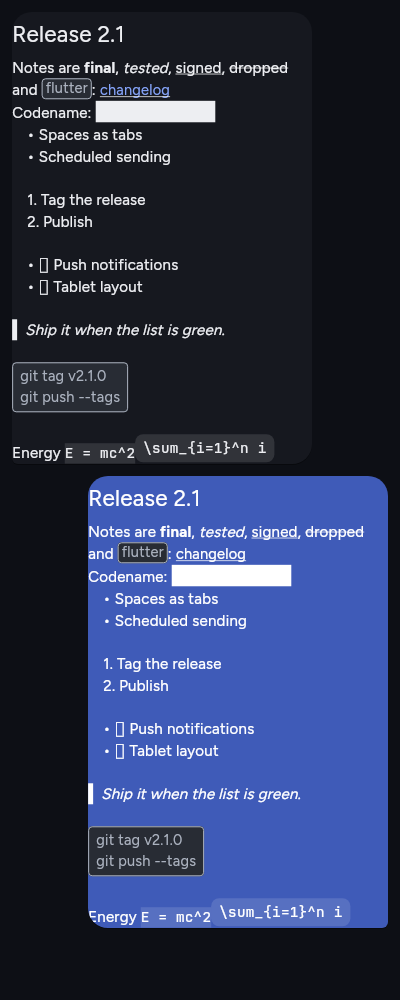 Release 2.1
Notes are final, tested, signed, dropped
and flutter: changelog
Codename:
• Spaces as tabs
• Scheduled sending
1. Tag the release
2. Publish
• Push notifications
• Tablet layout
Ship it when the list is green.
git tag v2.1.0
git push --tags
Energy E = mc^2 \sum_{i=1}^n i
Release 2.1
Notes are final, tested, signed, dropped
and flutter: changelog
Codename:
• Spaces as tabs
• Scheduled sending
1. Tag the release
2. Publish
• Push notifications
• Tablet layout
Ship it when the list is green.
git tag v2.1.0
git push --tags
Energy E = mc^2 \sum_{i=1}^n i